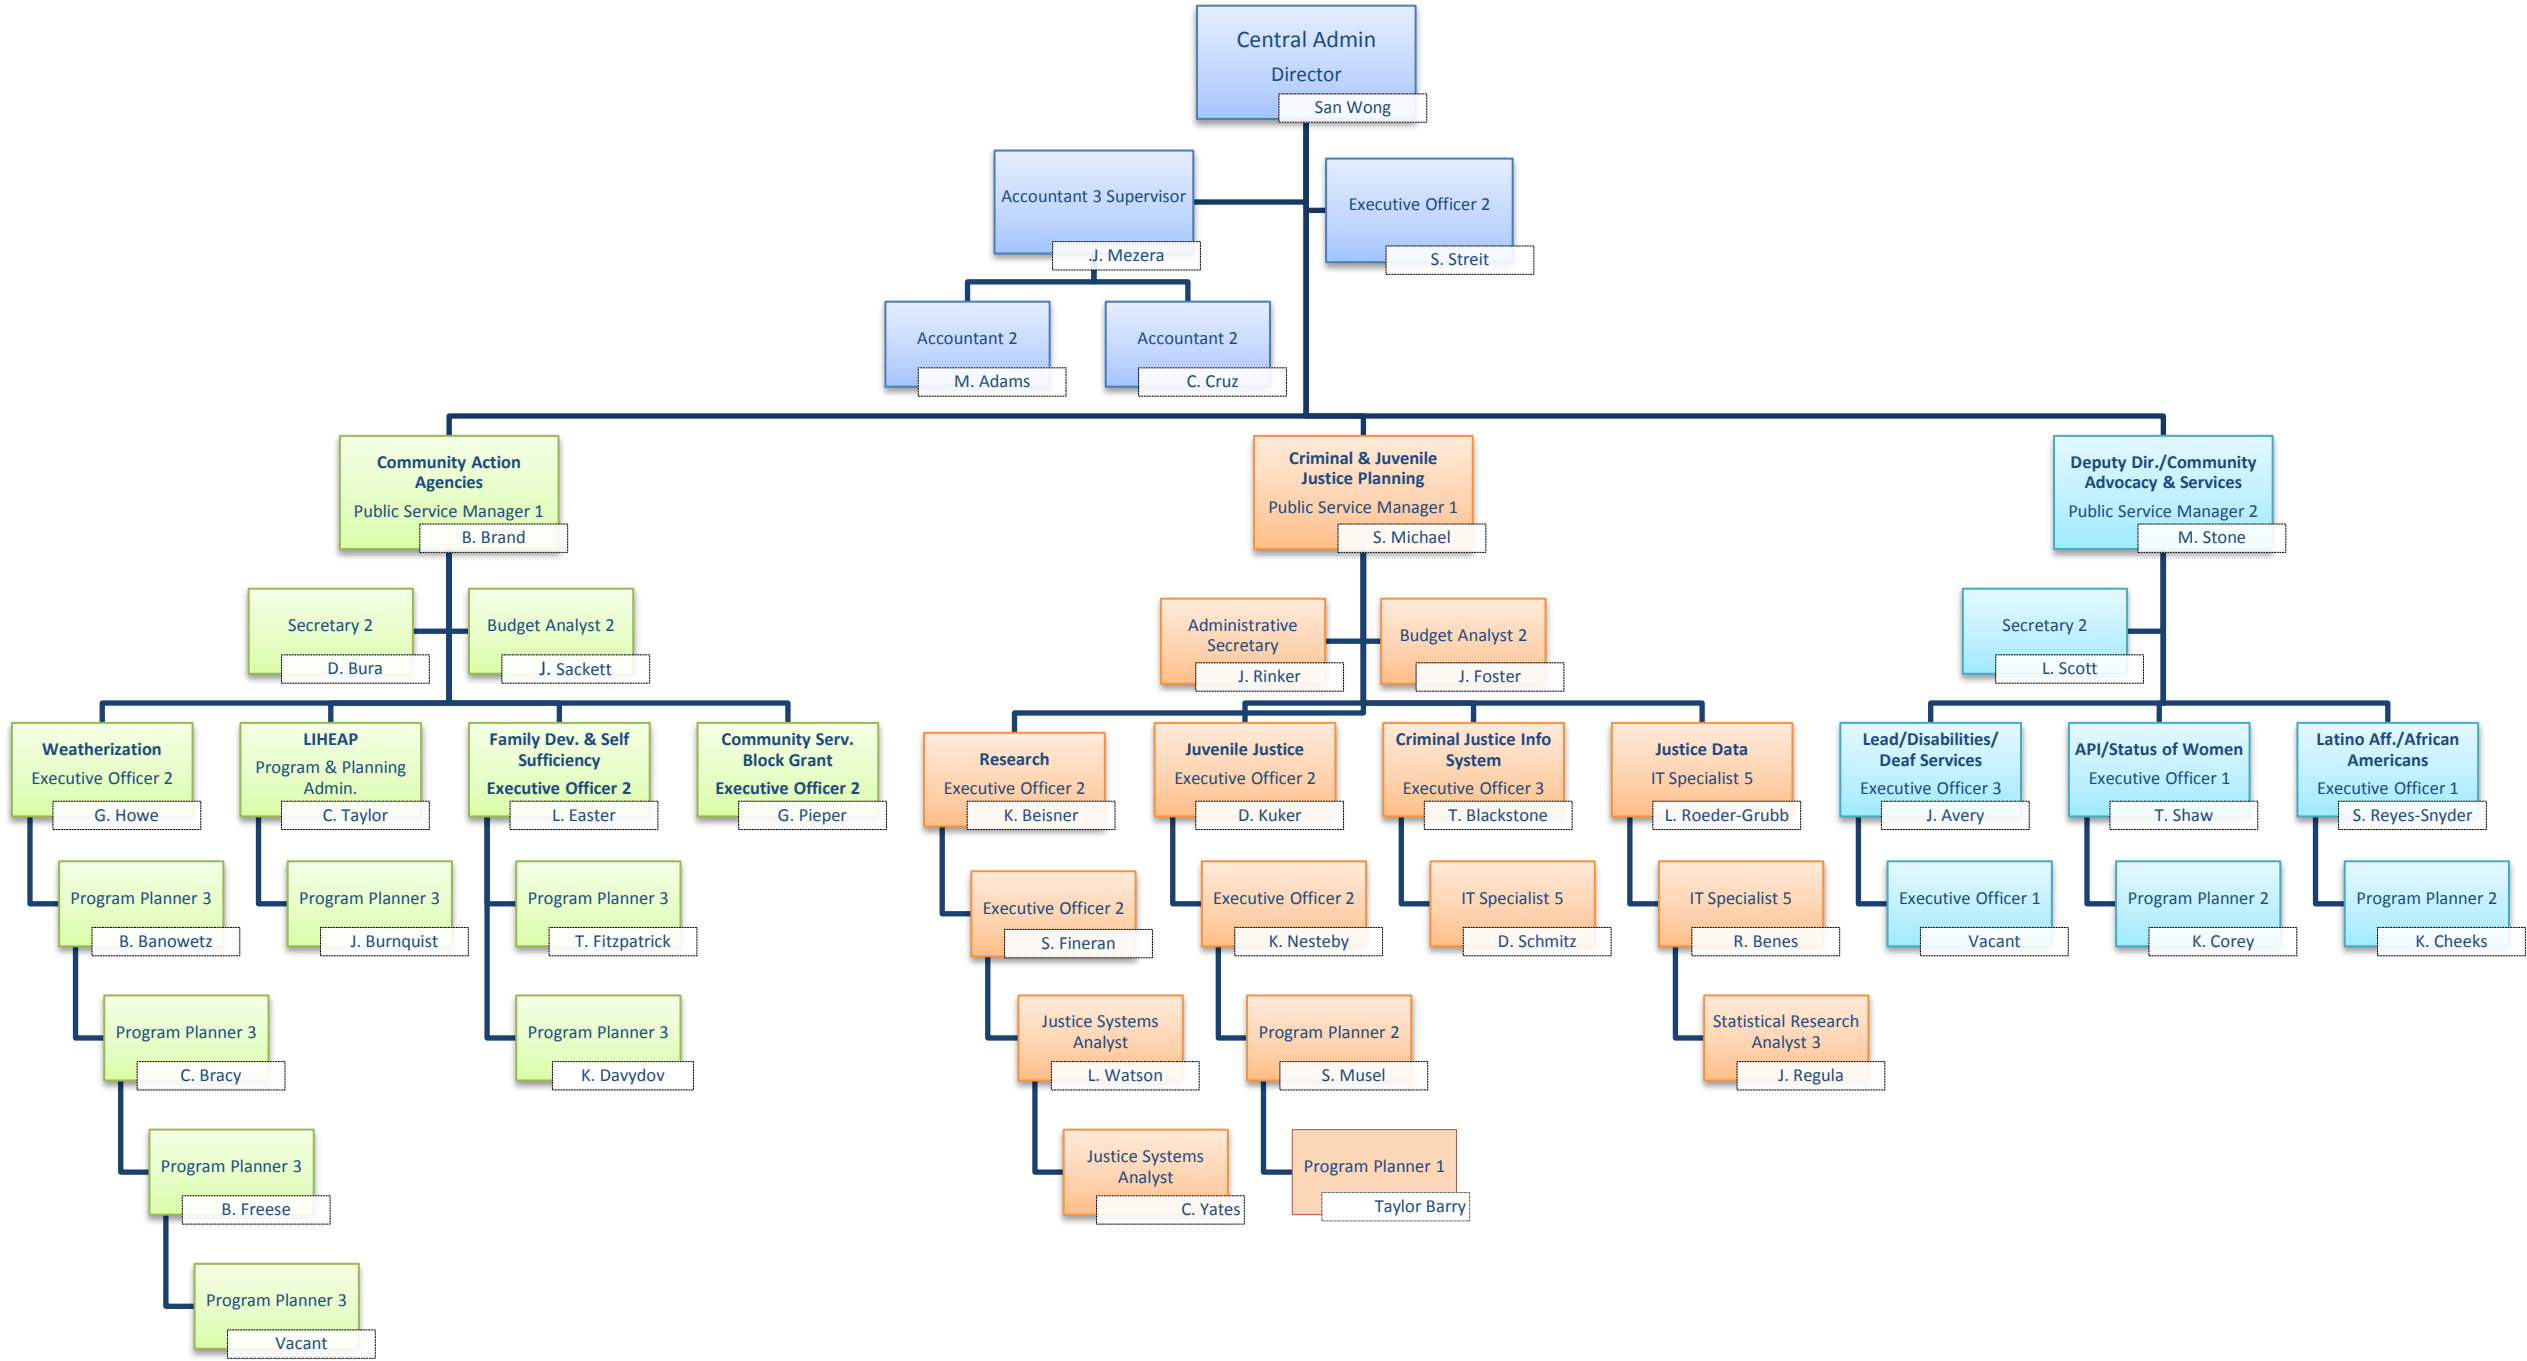 Central Admin
Director
San Wong
Accountant 3 Supervisor
.J. Mezera
Executive Officer 2
S. Streit
Accountant 2
M. Adams
Accountant 2
C. Cruz
Community Action
Agencies
Public Service Manager 1
B. Brand
Criminal & Juvenile
Justice Planning
Public Service Manager 1
S. Michael
Deputy Dir./Community
Advocacy & Services
Public Service Manager 2
M. Stone
Secretary 2
D. Bura
Budget Analyst 2
J. Sackett
Administrative
Secretary
J. Rinker
Budget Analyst 2
J. Foster
Secretary 2
L. Scott
Weatherization
Executive Officer 2
G. Howe
LIHEAP
Program & Planning
Admin.
C. Taylor
Family Dev. & Self
Sufficiency
Executive Officer 2
L. Easter
Community Serv.
Block Grant
Executive Officer 2
G. Pieper
Research
Executive Officer 2
K. Beisner
Juvenile Justice
Executive Officer 2
D. Kuker
Criminal Justice Info
System
Executive Officer 3
T. Blackstone
Justice Data
IT Specialist 5
L. Roeder-Grubb
Lead/Disabilities/
Deaf Services
Executive Officer 3
J. Avery
API/Status of Women
Executive Officer 1
T. Shaw
Latino Aff./African
Americans
Executive Officer 1
S. Reyes-Snyder
Program Planner 3
B. Banowetz
Program Planner 3
J. Burnquist
Program Planner 3
T. Fitzpatrick
Executive Officer 2
S. Fineran
Executive Officer 2
K. Nesteby
IT Specialist 5
D. Schmitz
IT Specialist 5
R. Benes
Executive Officer 1
Vacant
Program Planner 2
K. Corey
Program Planner 2
K. Cheeks
Program Planner 3
C. Bracy
Program Planner 3
K. Davydov
Justice Systems
Analyst
L. Watson
Program Planner 2
S. Musel
Statistical Research
Analyst 3
J. Regula
Program Planner 3
B. Freese
Justice Systems
Analyst
C. Yates
Program Planner 1
Taylor Barry
Program Planner 3
Vacant